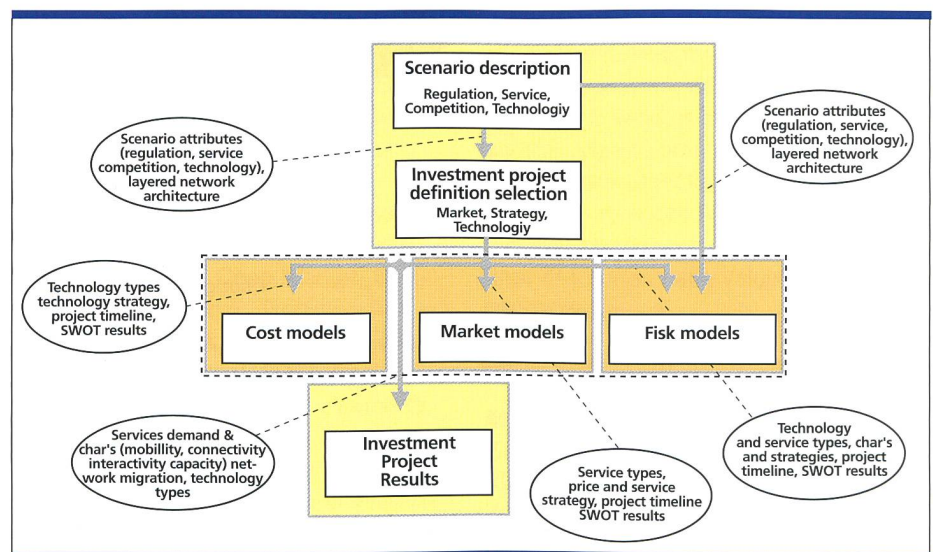 Scenario description
Regulation, Service,
Competition, Technologiy
Scenario attributes
(regulation, service
competition, technology),
layered network
architecture
Scenario attributes
(regulation, service,
competition, technology),
layered network
architecture
Investment project
definition selection
Market, Strategy,
Technologiy
Technology types
technology strategy,
project timeline,
SWOT results
Cost models
Market models
Fisk models
Services demand &
char's (mobillity, connectivity
interactivity capacity) net-
work migration, technology
types
Investment
Project
Results
Service types,
price and service
strategy, project timeline
SWOT results
Technology
and service types, char's
and strategies, project
timeline, SWOT results